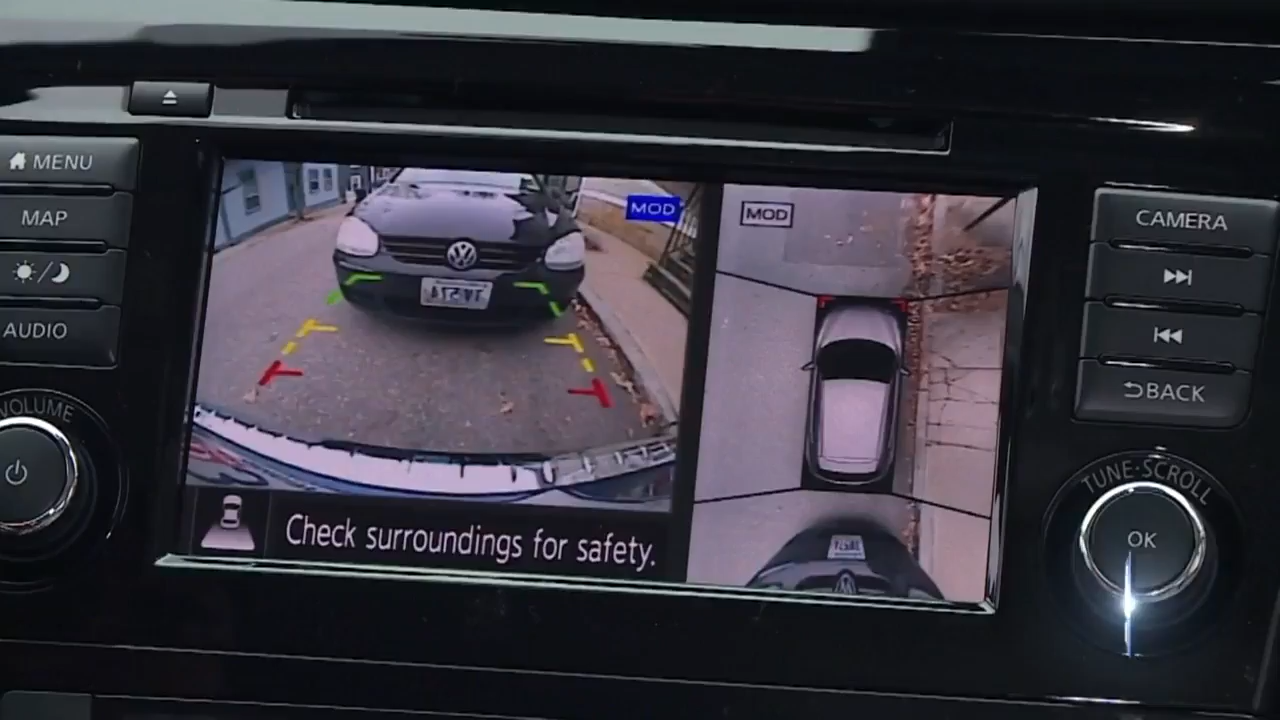 MENU
MAP
AUDIO
VOLUME
MOD
MOD
Check surroundings for safety.
CAMERA
BACK
TUNE·SCROLL
OK